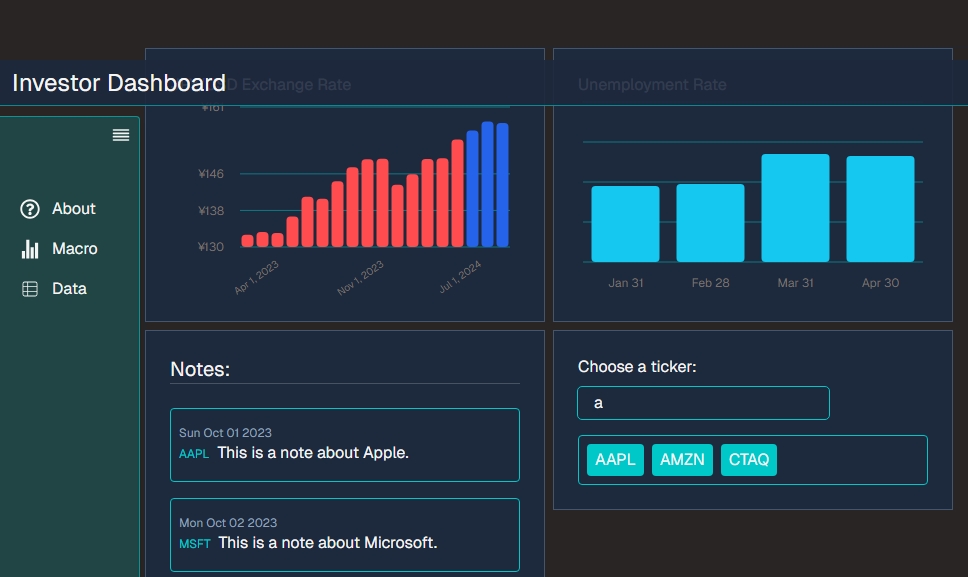 Investor Dashboard
D Exchange Rate
Unemployment Rate
About
Macro
Data
¥161
¥146
¥138
¥130
Apr 1, 2023
Nov 1, 2023
Jul 1, 2024
Jan 31
Feb 28
Mar 31
Apr 30
Notes:
Sun Oct 01 2023
AAPL This is a note about Apple.
Mon Oct 02 2023
MSFT This is a note about Microsoft.
Choose a ticker:
a
AAPL AMZN CTAQ